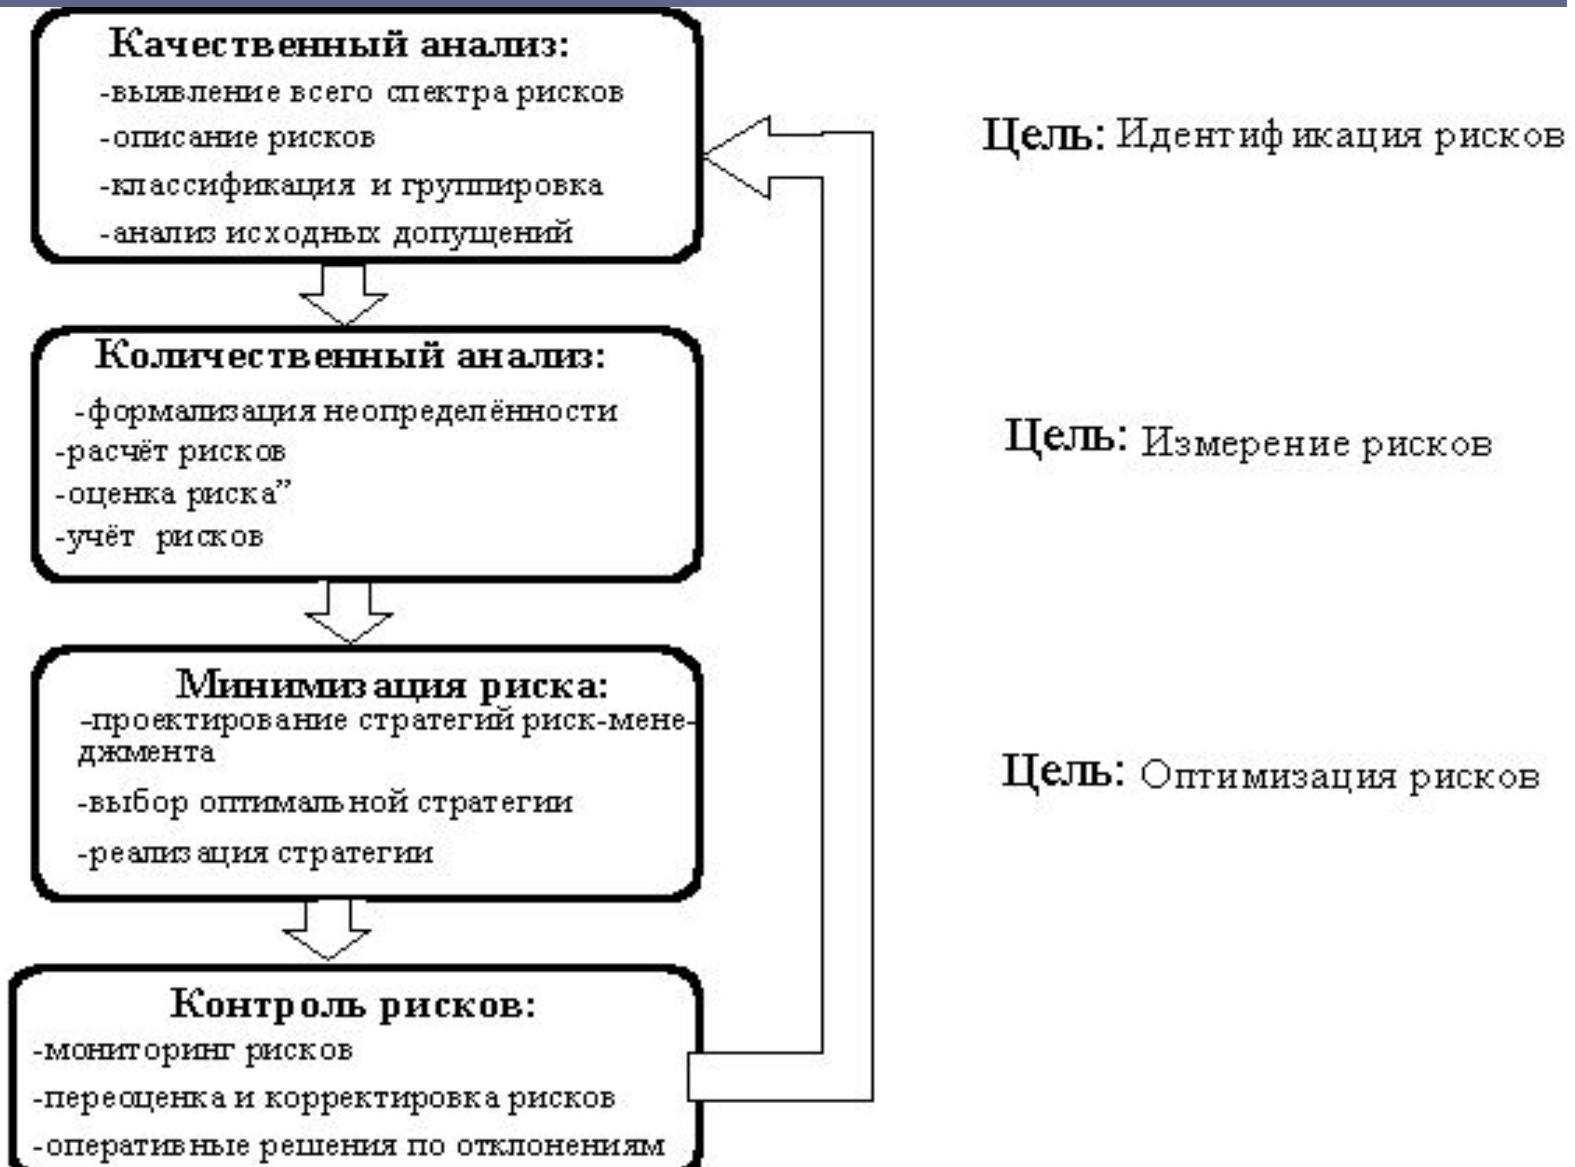 Качественный анализ:
-выявление всего спектра рисков
-описание рисков
-классификация и группировка
-анализ исходных допущений
Цель: Идентификация рисков
Количественный анализ:
-формализация неопределённости
-расчёт рисков
-оценка риска”
-учёт рисков
Цель: Измерение рисков
Минимизация риска:
-проектирование стратегий риск-мене-
джмента
-выбор оптимальной стратегии
-реализация стратегии
Цель: Оптимизация рисков
Контроль рисков:
-мониторинг рисков
-переоценка и корректировка рисков
-оперативные решения по отклонениям